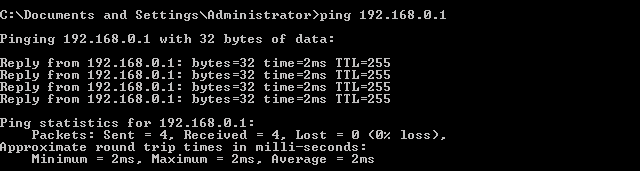 C:\Documents and Settings\Administrator>ping 192.168.0.1
Pinging 192.168.0.1 with 32 bytes of data:
Reply from 192.168.0.1: bytes=32 time=2ms TTL=255
Reply from 192.168.0.1: bytes=32 time=2ms TTL=255
Reply from 192.168.0.1: bytes=32 time=2ms TTL=255
Reply from 192.168.0.1: bytes=32 time=2ms TTL=255
Ping statistics for 192.168.0.1:
    Packets: Sent = 4, Received = 4, Lost = 0 (0% loss),
Approximate round trip times in milli-seconds:
    Minimum = 2ms, Maximum = 2ms, Average = 2ms